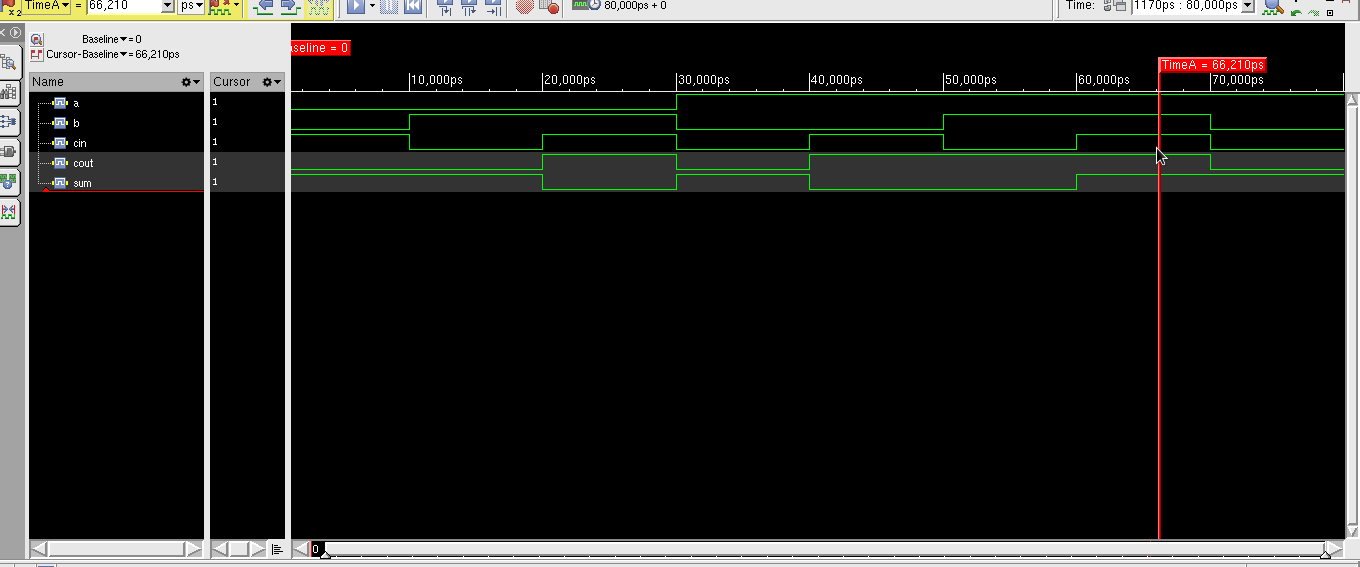 TimeA = 66,210 ps 80,000ps + 0 Time: 1170ps : 80,000ps
Baseline = 0
Cursor-Baseline = 66,210ps
seline = 0
TimeA = 66,210ps
Name Cursor 10,000ps 20,000ps 30,000ps 40,000ps 50,000ps 60,000ps 70,000ps
a 1
b 1
cin 1
cout 1
sum 1
0